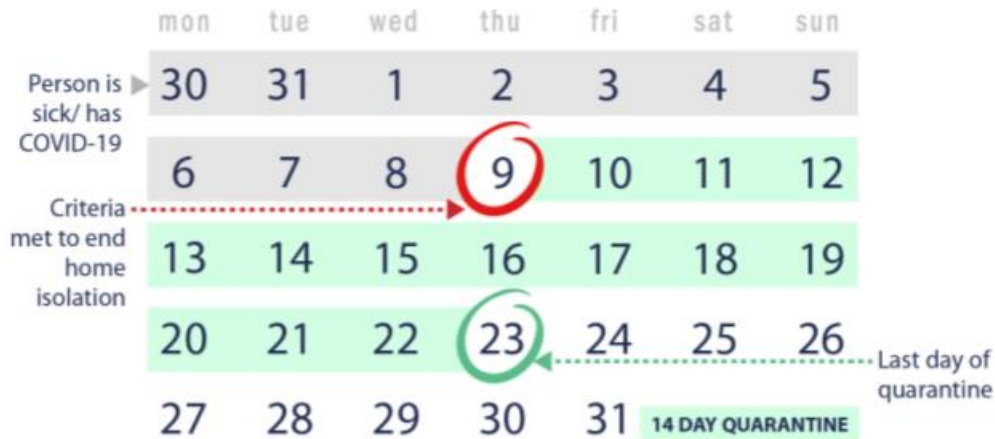 mon tue wed thu fri sat sun
Person is
sick/ has
COVID-19
30 31 1 2 3 4 5
6 7 8 9 10 11 12
Criteria
met to end
home
isolation
13 14 15 16 17 18 19
20 21 22 23 24 25 26
Last day of
quarantine
27 28 29 30 31 14 DAY QUARANTINE